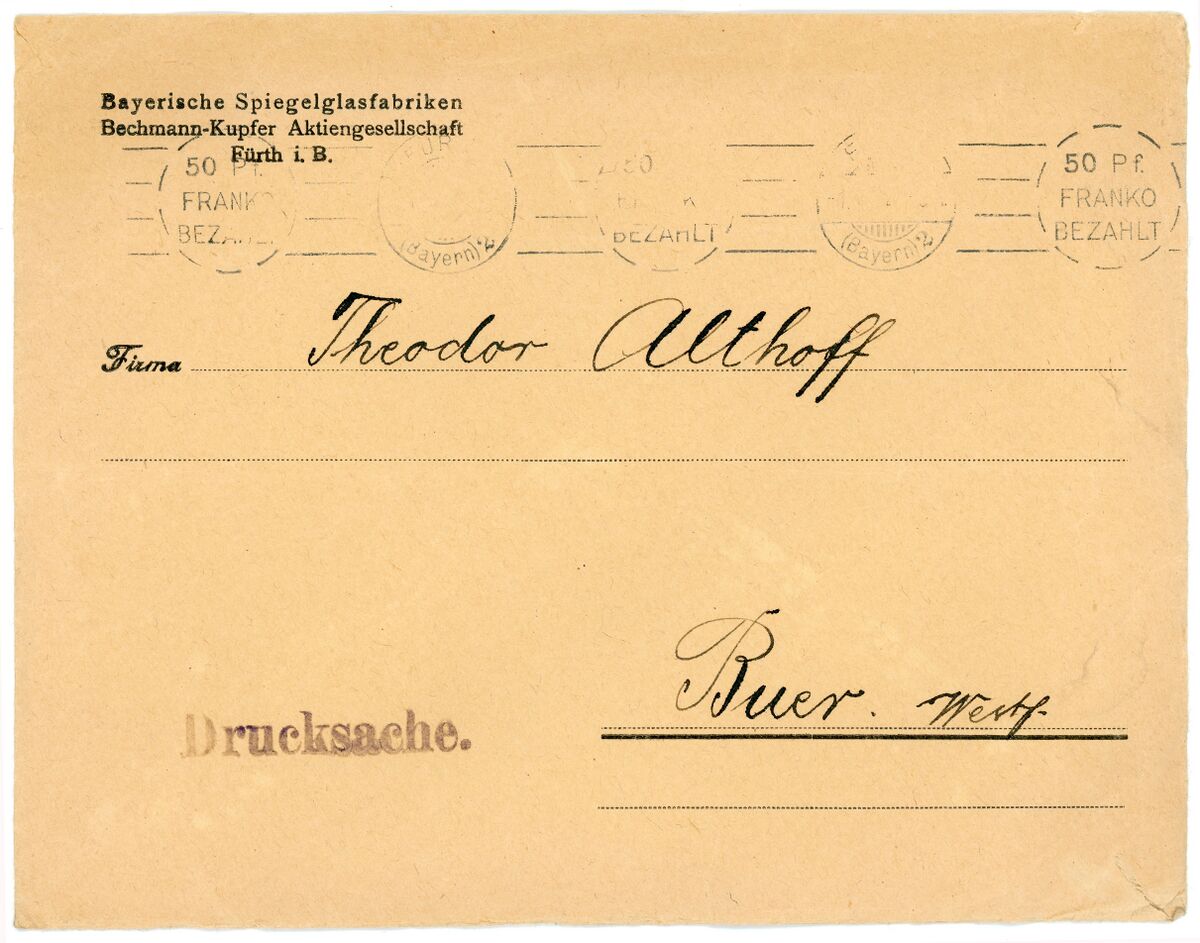 Bayerische Spiegelglasfabriken
Bechmann-Kupfer Aktiengesellschaft
Fürth i. B.
50 Pf. 50 50 Pf.
FRANKO FRANKO
BEZAHLT (Bayern) 2 BEZAHLT (Bayern) 2 BEZAHLT
Firma Theodor Althoff
Buer. Westf.
Drucksache.